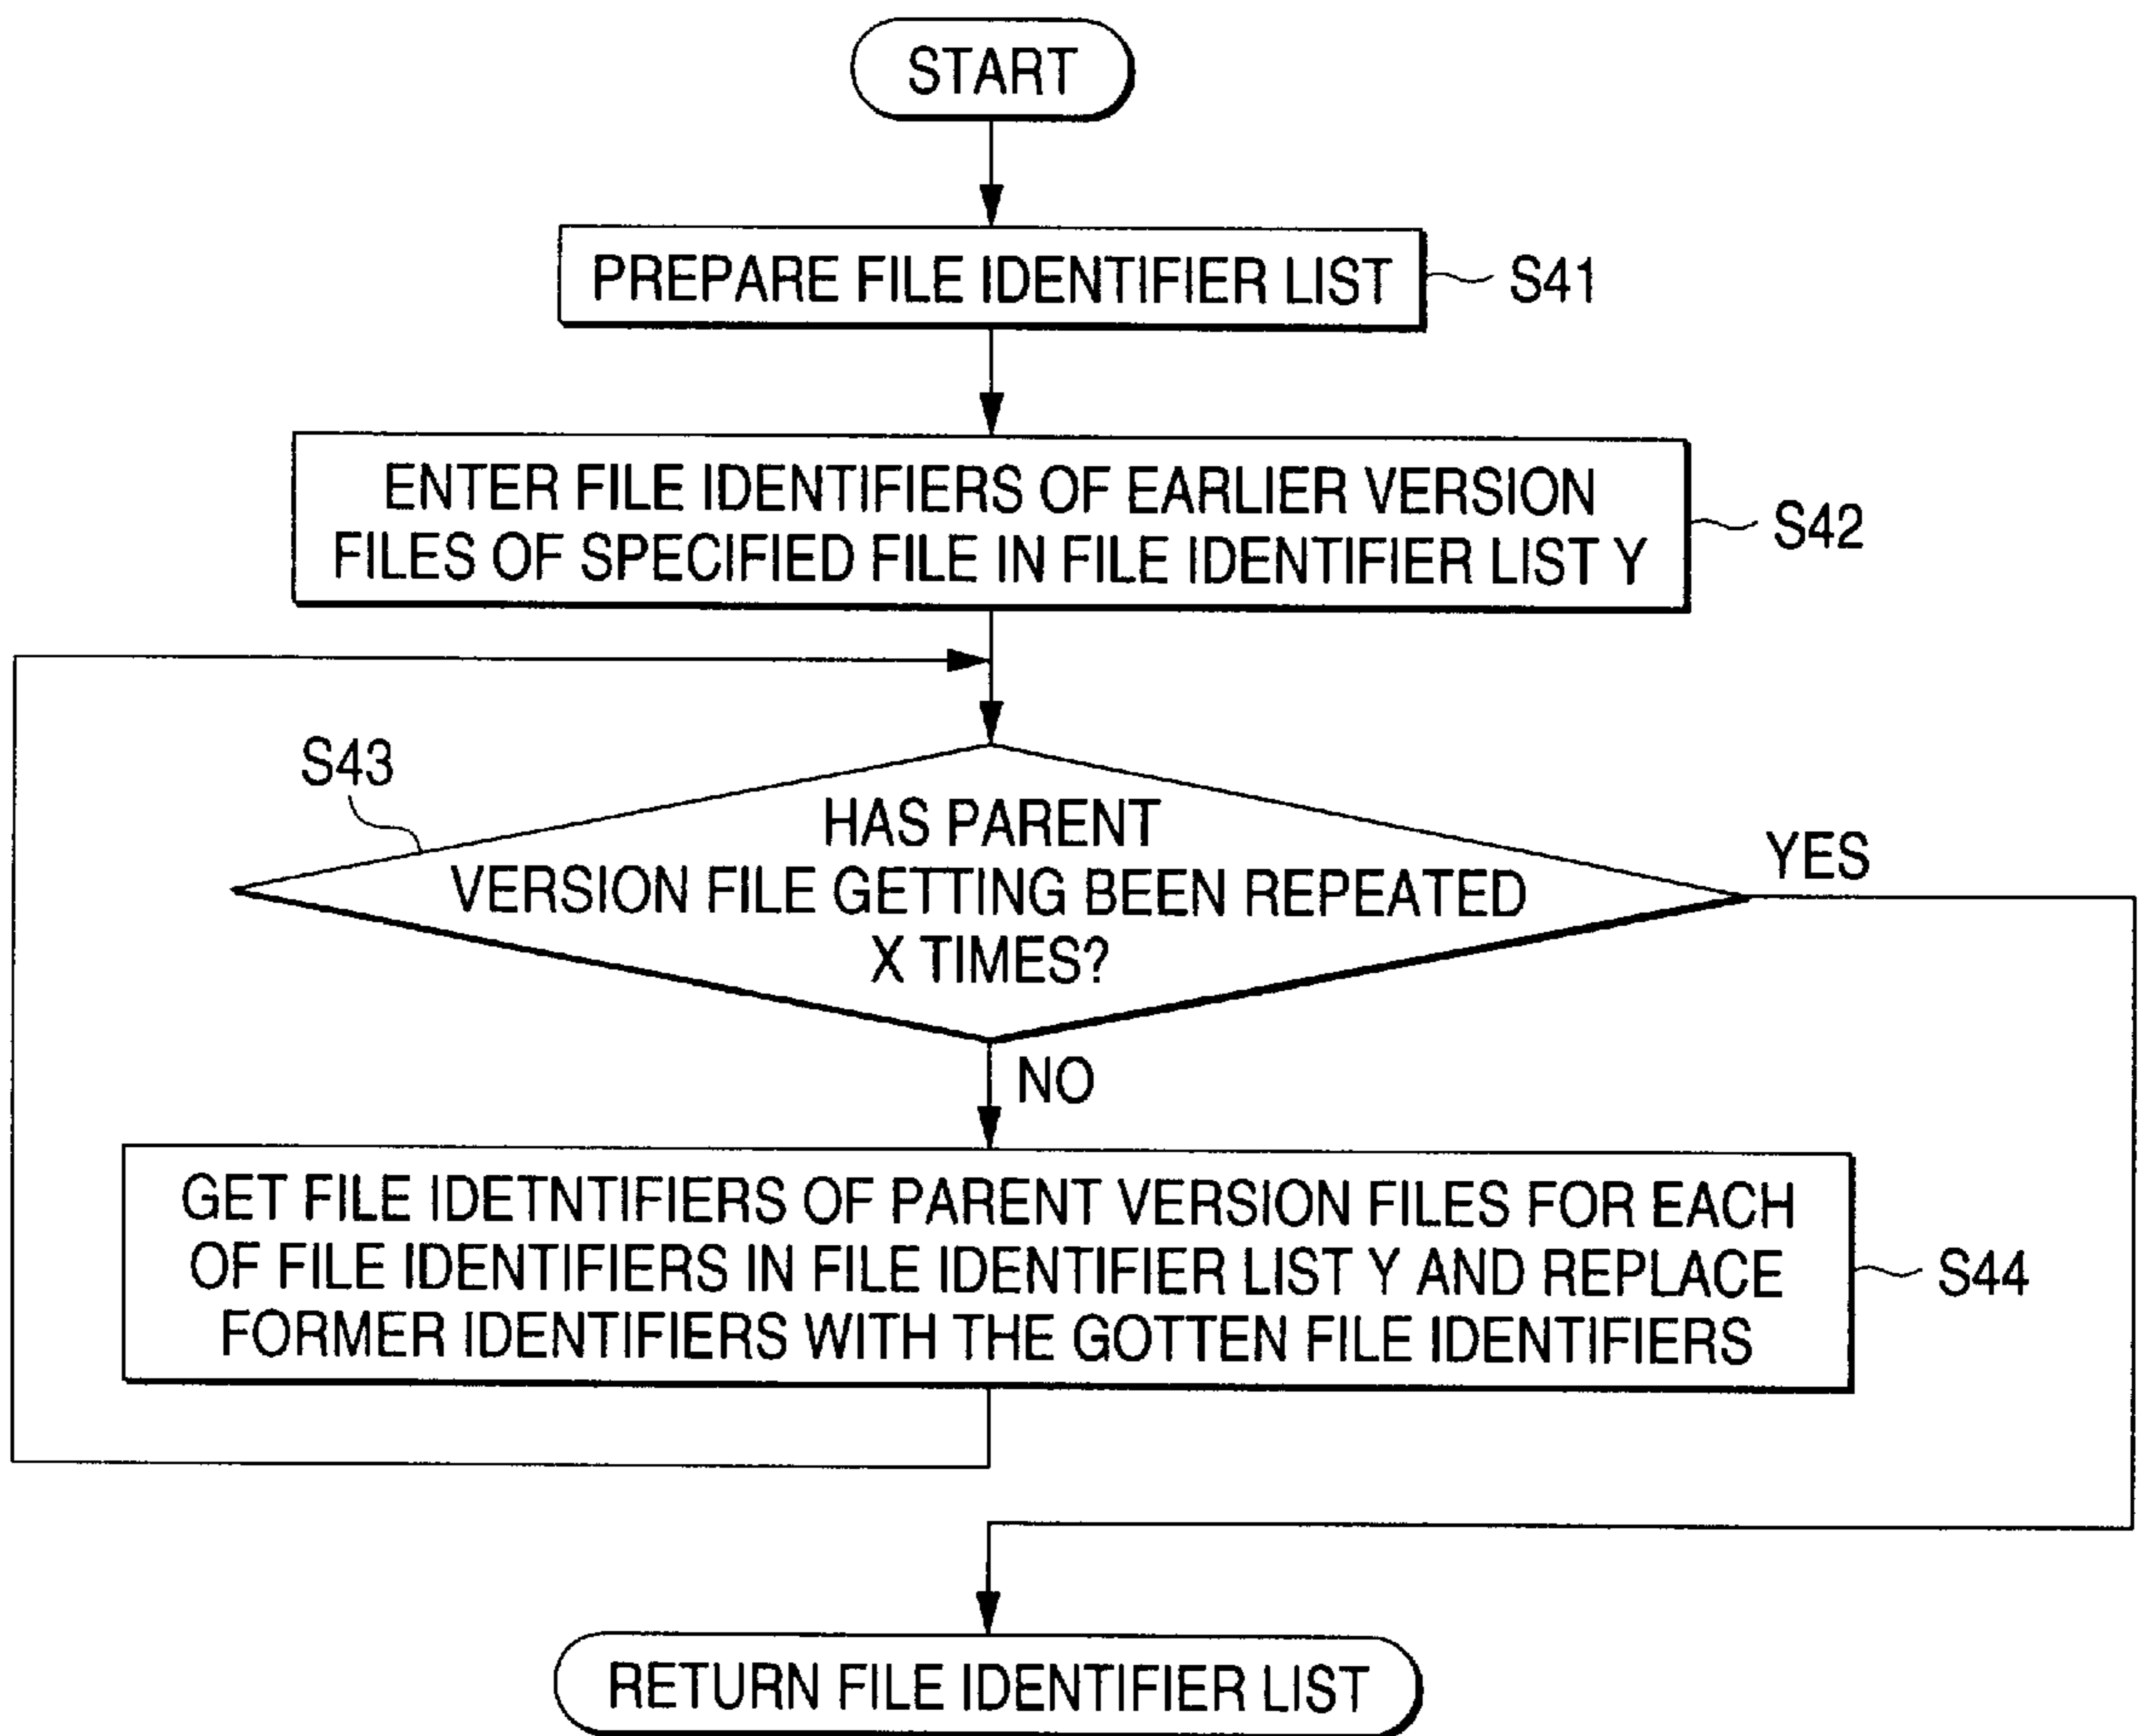 START
PREPARE FILE IDENTIFIER LIST
S41
ENTER FILE IDENTIFIERS OF EARLIER VERSION
FILES OF SPECIFIED FILE IN FILE IDENTIFIER LIST Y
S42
S43
HAS PARENT
VERSION FILE GETTING BEEN REPEATED
X TIMES?
YES
NO
GET FILE IDETNTIFIERS OF PARENT VERSION FILES FOR EACH
OF FILE IDENTIFIERS IN FILE IDENTIFIER LIST Y AND REPLACE
FORMER IDENTIFIERS WITH THE GOTTEN FILE IDENTIFIERS
S44
RETURN FILE IDENTIFIER LIST